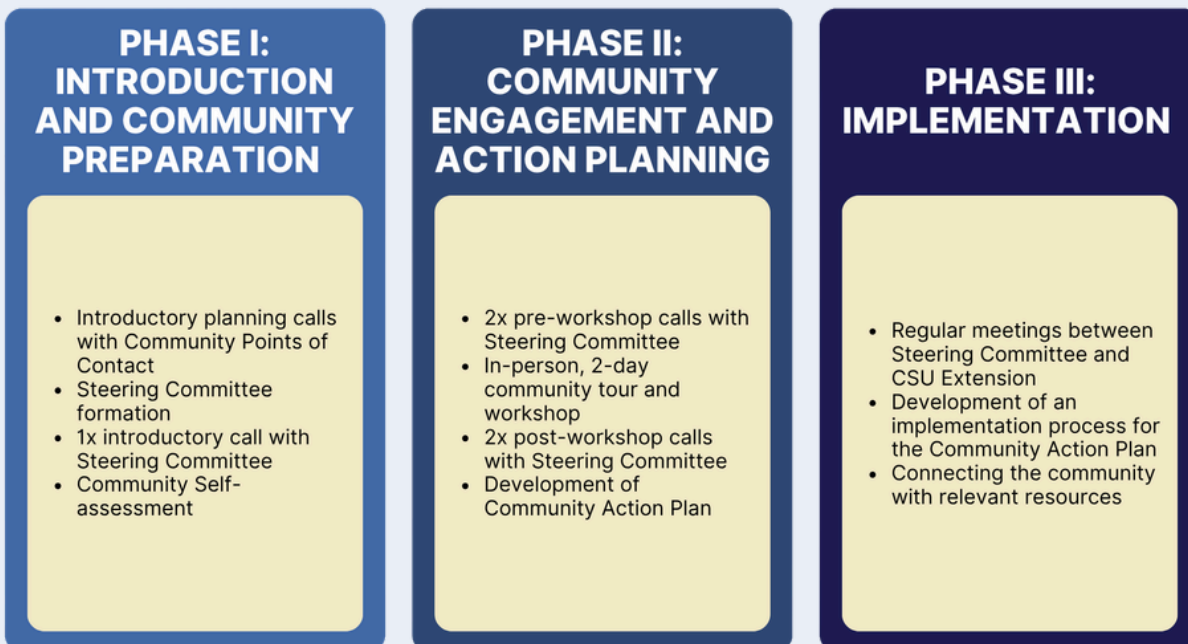 PHASE I:
INTRODUCTION
AND COMMUNITY
PREPARATION
• Introductory planning calls
with Community Points of
Contact
• Steering Committee
formation
• 1x introductory call with
Steering Committee
• Community Self-
assessment
PHASE II:
COMMUNITY
ENGAGEMENT AND
ACTION PLANNING
• 2x pre-workshop calls with
Steering Committee
• In-person, 2-day
community tour and
workshop
• 2x post-workshop calls
with Steering Committee
• Development of
Community Action Plan
PHASE III:
IMPLEMENTATION
• Regular meetings between
Steering Committee and
CSU Extension
• Development of an
implementation process for
the Community Action Plan
• Connecting the community
with relevant resources